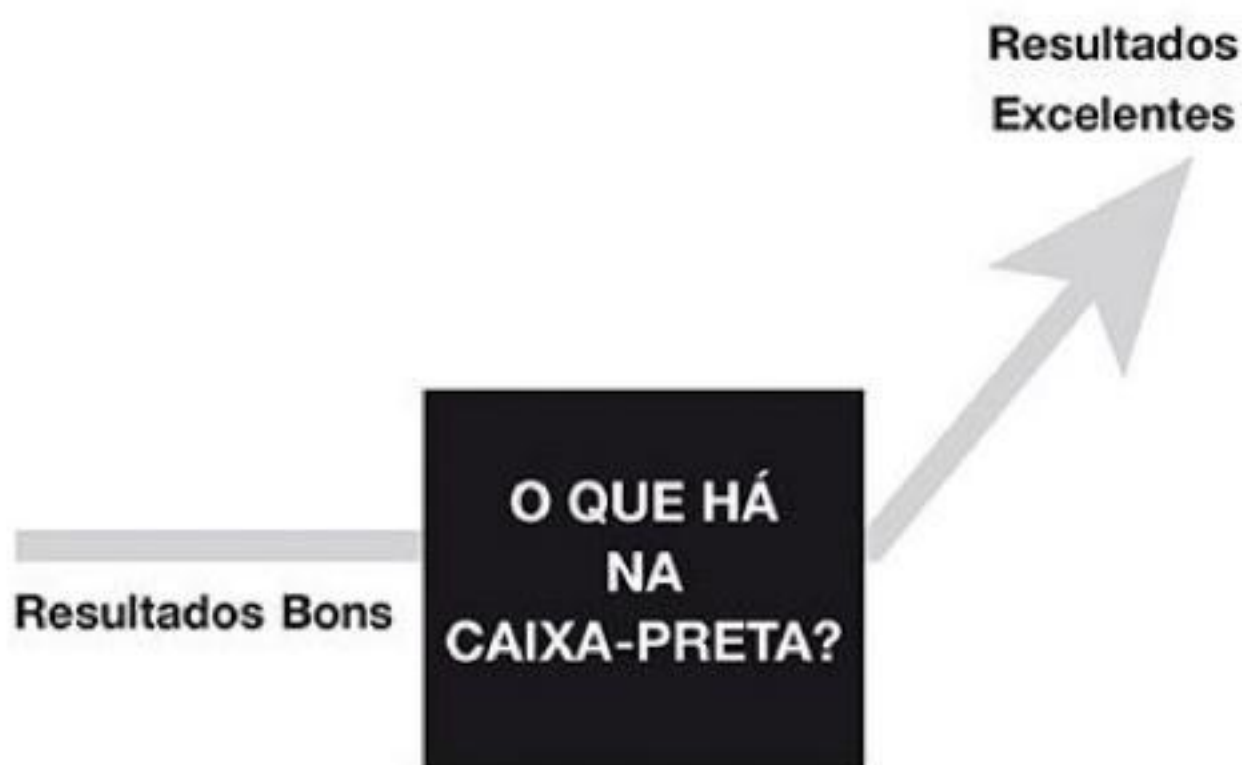 Resultados
Excelentes
O QUE HÁ
NA
CAIXA-PRETA?
Resultados Bons